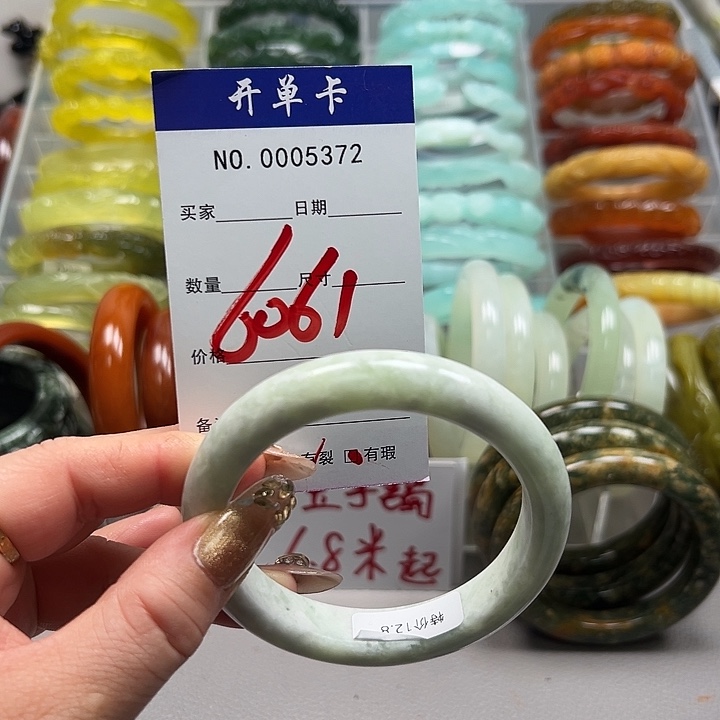 开单卡
NO.0005372
买家 日期
数量 尺寸
6061
价格
备
有裂 有瑕
玉手镯
6.8米起
特价12.8